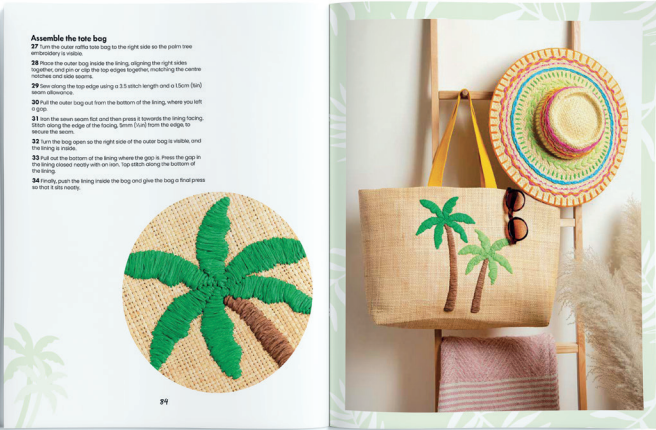 Assemble the tote bag
27 Turn the outer raffia tote bag to the right side so the palm tree
embroidery is visible.
28 Place the outer bag inside the lining, aligning the right sides
together, and pin or clip the top edges together, matching the centre
notches and side seams.
29 Sew along the top edge using a 3.5 stitch length and a 1.5cm (⅝in)
seam allowance.
30 Pull the outer bag out from the bottom of the lining, where you left
a gap.
31 Iron the sewn seam flat and then press it towards the lining facing.
Stitch along the edge of the facing, 5mm (¼in) from the edge, to
secure the seam.
32 Turn the bag open so the right side of the outer bag is visible, and
the lining is inside.
33 Pull out the bottom of the lining where the gap is. Press the gap in
the lining closed neatly with an iron. Top stitch along the bottom of
the lining.
34 Finally, push the lining inside the bag and give the bag a final press
so that it sits neatly.
84